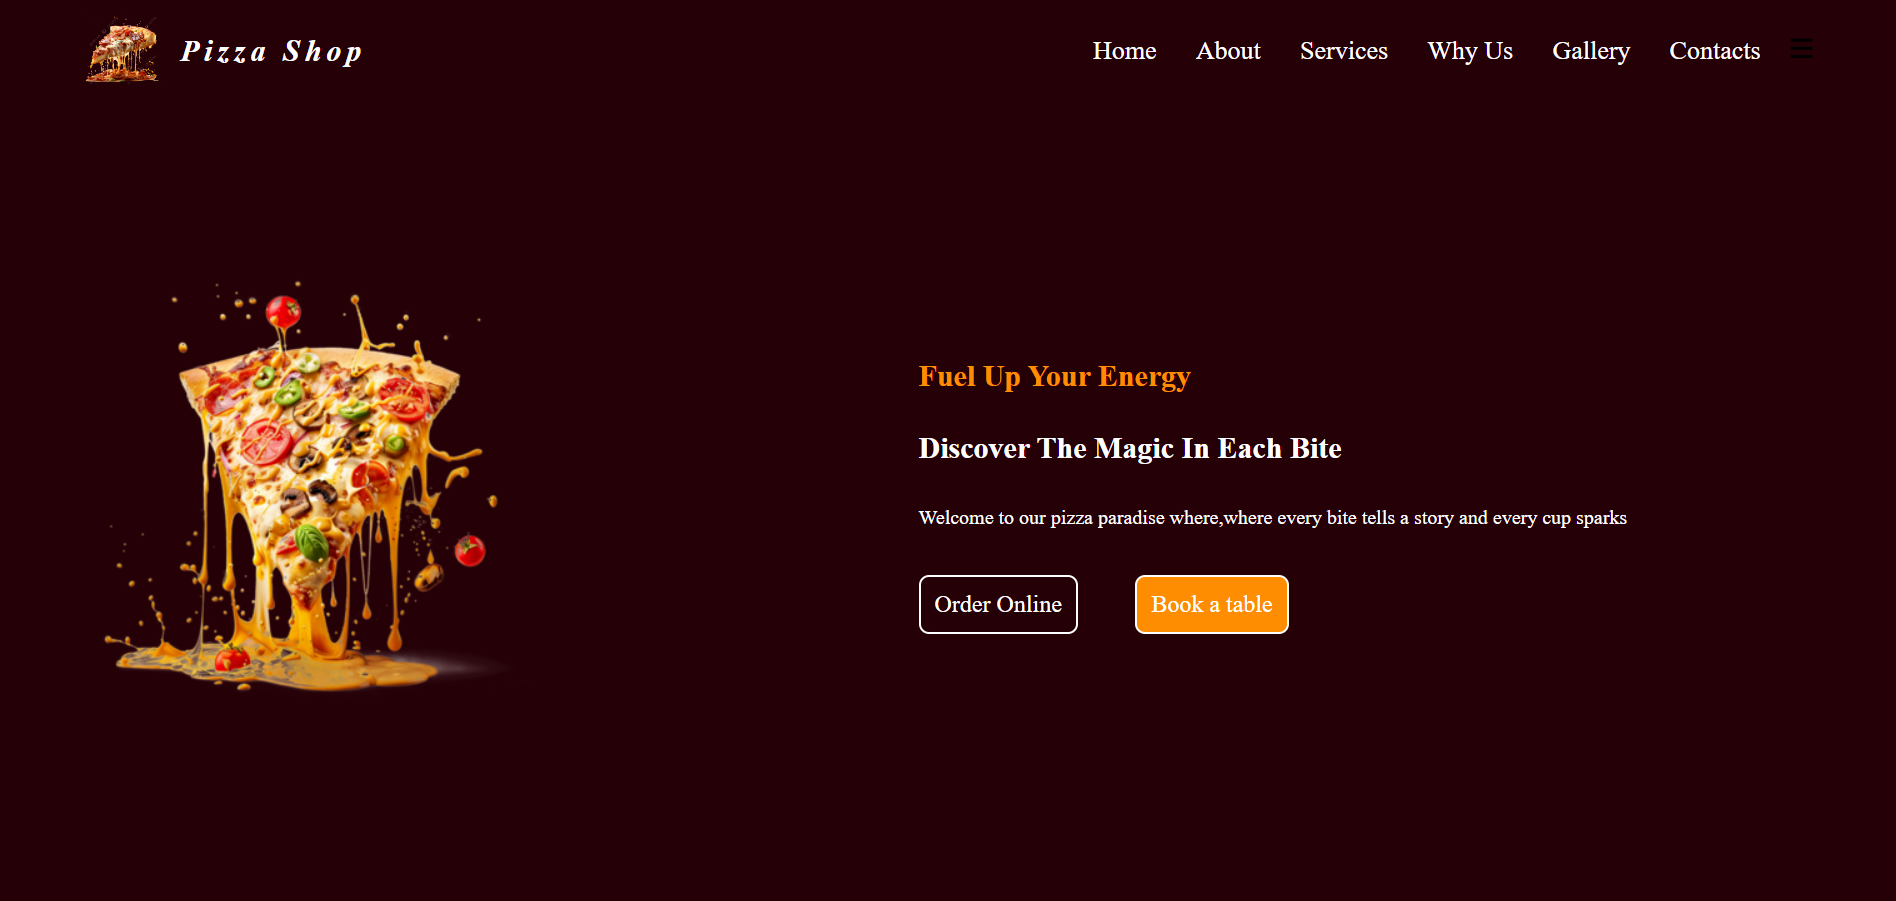 Pizza Shop
Home About Services Why Us Gallery Contacts ☰
Fuel Up Your Energy
Discover The Magic In Each Bite
Welcome to our pizza paradise where,where every bite tells a story and every cup sparks
Order Online Book a table